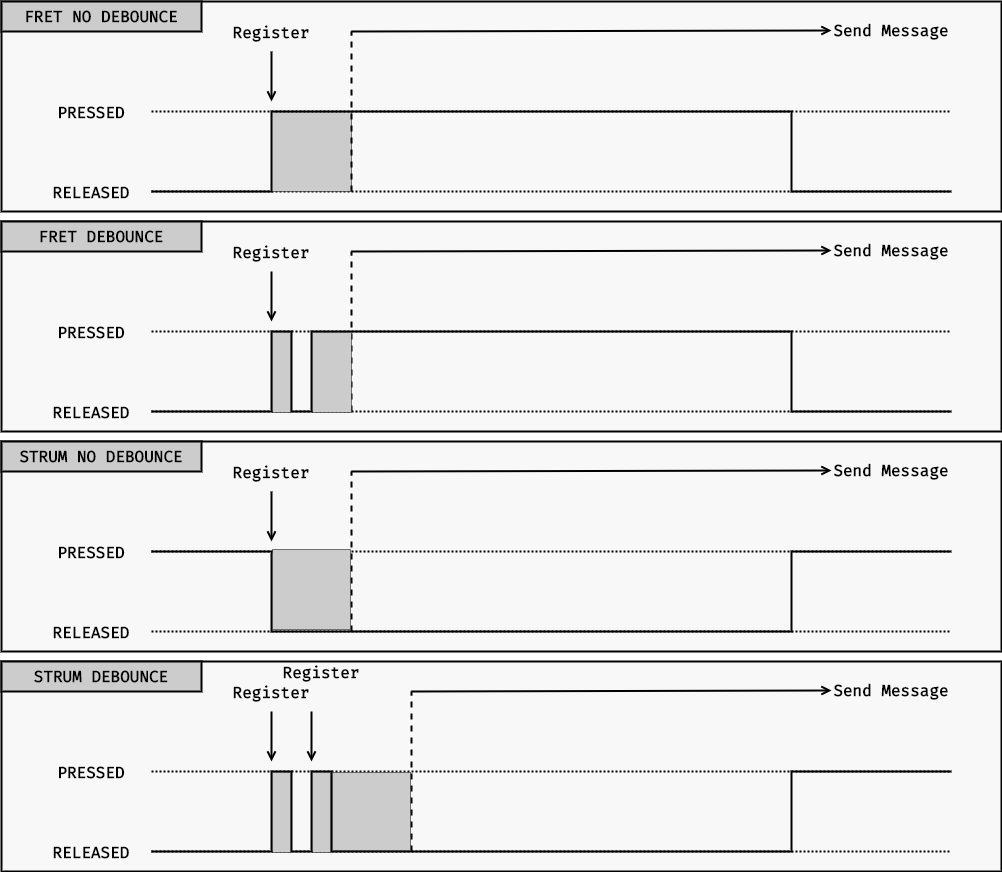 FRET NO DEBOUNCE
Register
Send Message
PRESSED
RELEASED
FRET DEBOUNCE
Register
Send Message
PRESSED
RELEASED
STRUM NO DEBOUNCE
Register
Send Message
PRESSED
RELEASED
STRUM DEBOUNCE
Register
Register
Send Message
PRESSED
RELEASED